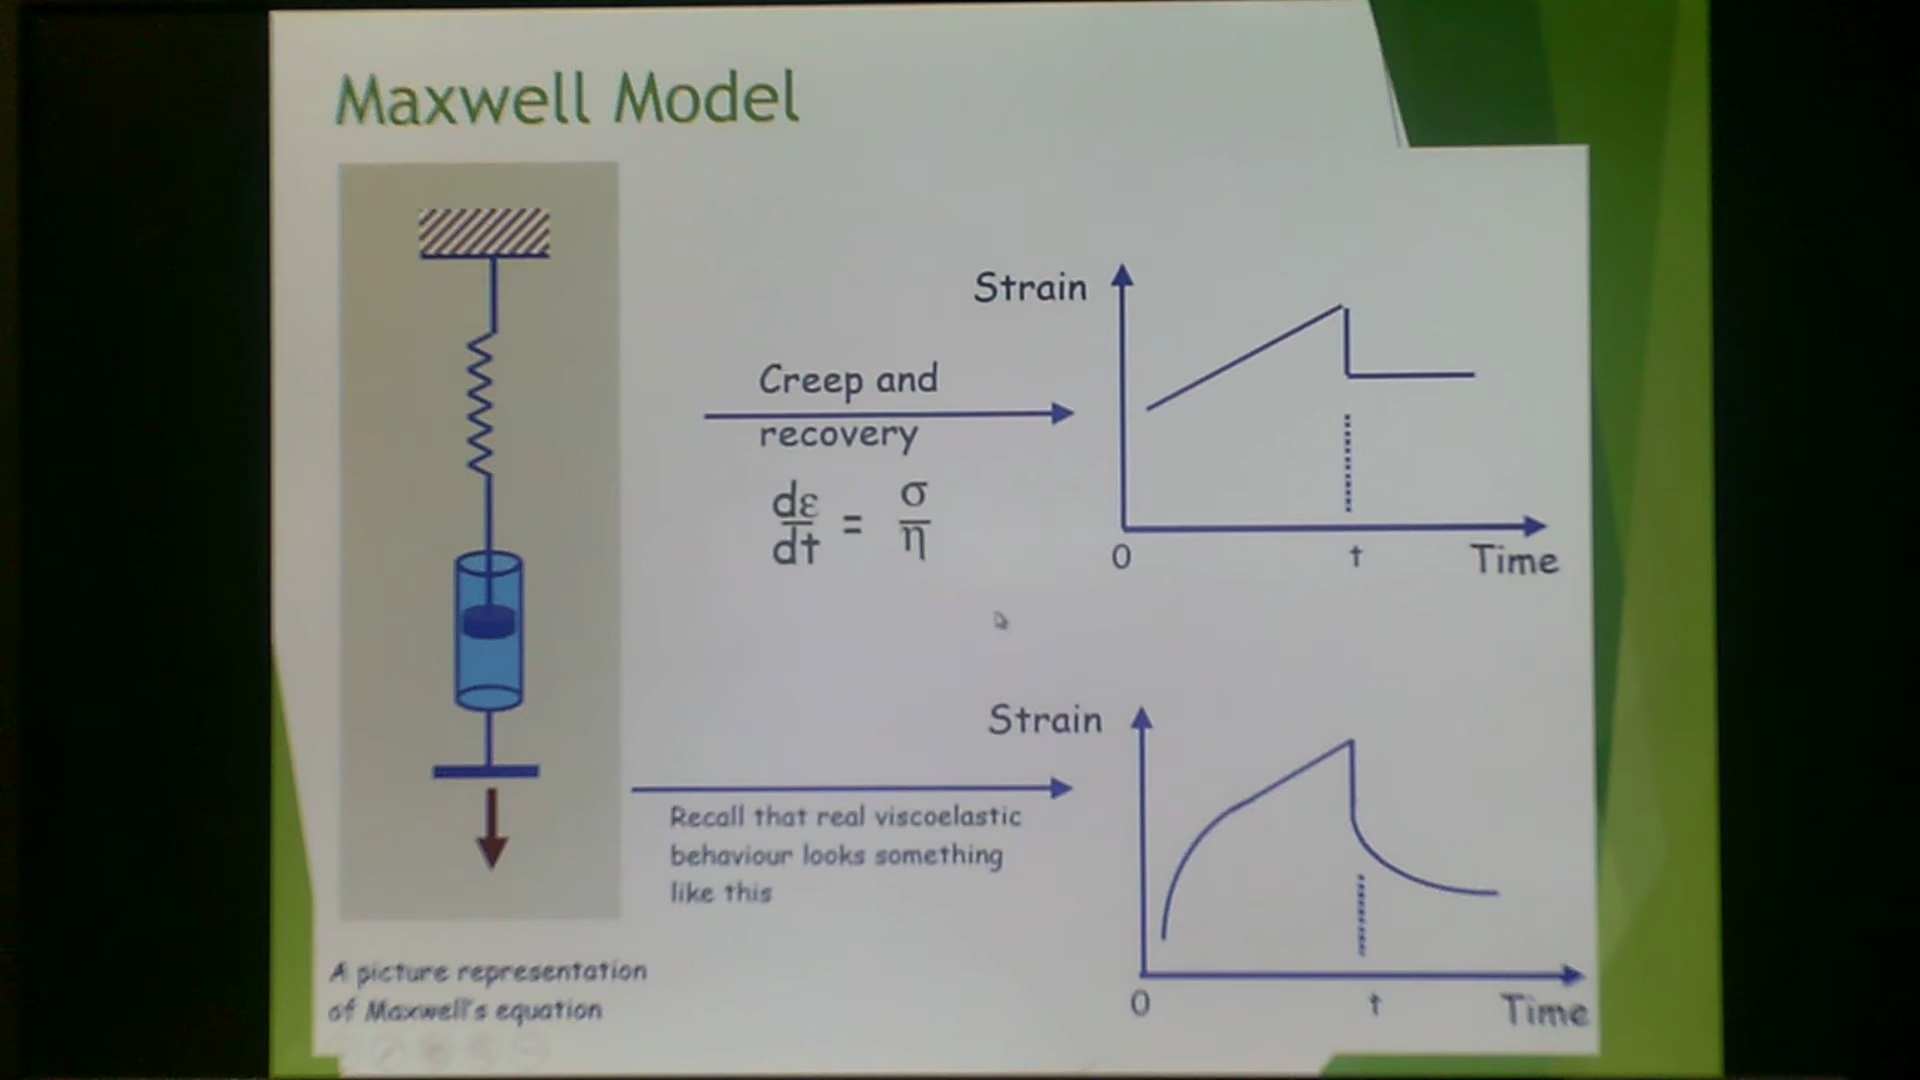 Maxwell Model
Strain
Creep and
recovery
dε/dt = σ/η
0
t
Time
Strain
Recall that real viscoelastic
behaviour looks something
like this
0
t
Time
A picture representation
of Maxwell's equation